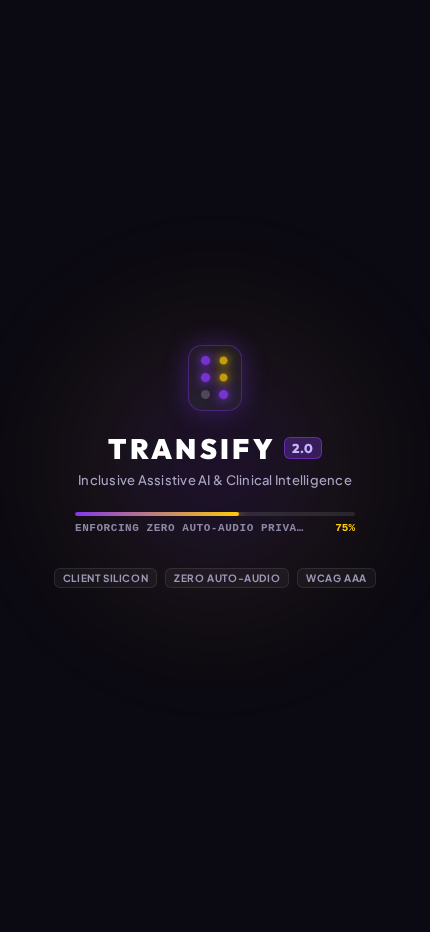 TRANSIFY 2.0
Inclusive Assistive AI & Clinical Intelligence
ENFORCING ZERO AUTO-AUDIO PRIVA… 75%
CLIENT SILICON ZERO AUTO-AUDIO WCAG AAA